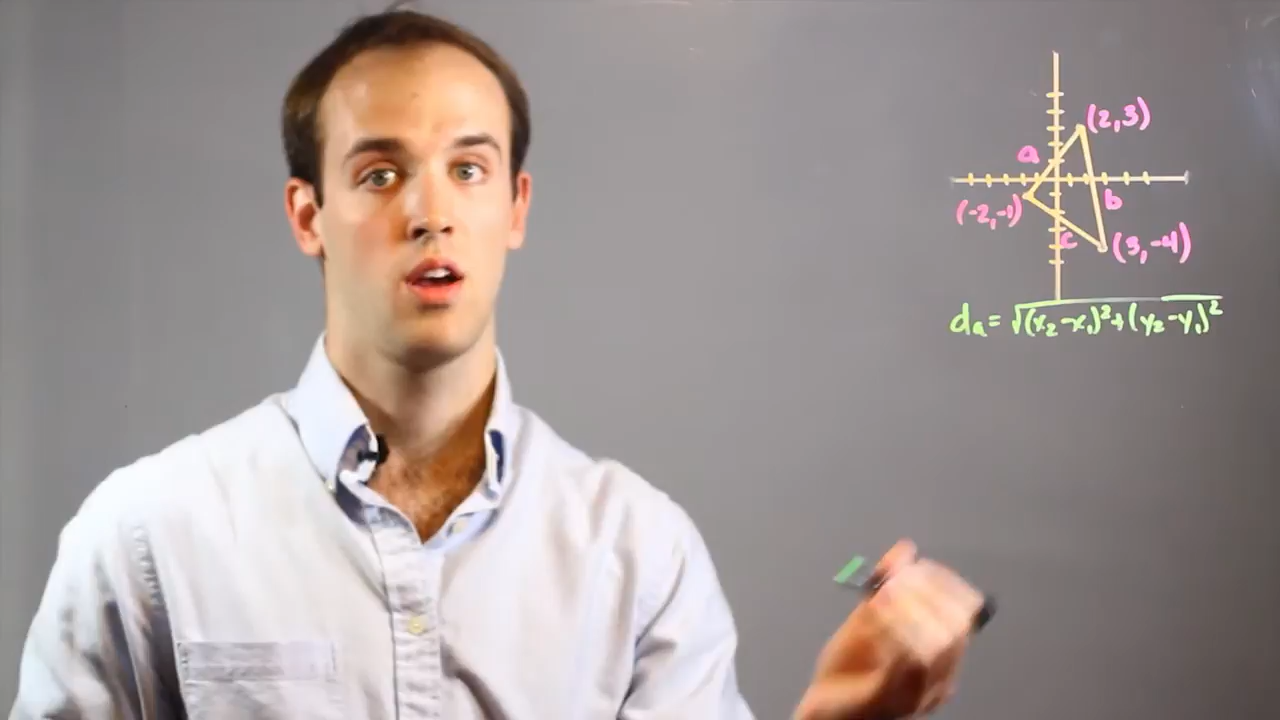 (2,3)
a
(-2,-1)
b
c
(3,-4)
da = √(x₂-x₁)²+(y₂-y₁)²